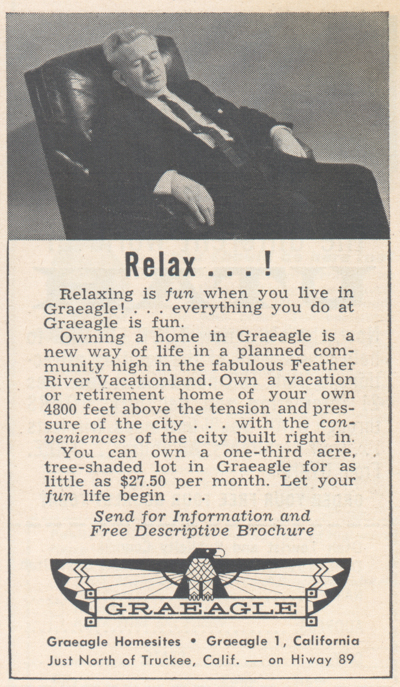 Relax . . . !
Relaxing is fun when you live in
Graeagle! . . . everything you do at
Graeagle is fun.
Owning a home in Graeagle is a
new way of life in a planned com-
munity high in the fabulous Feather
River Vacationland. Own a vacation
or retirement home of your own
4800 feet above the tension and pres-
sure of the city . . . with the con-
veniences of the city built right in.
You can own a one-third acre,
tree-shaded lot in Graeagle for as
little as $27.50 per month. Let your
fun life begin . . .
Send for Information and
Free Descriptive Brochure
GRAEAGLE
Graeagle Homesites • Graeagle 1, California
Just North of Truckee, Calif. — on Hiway 89